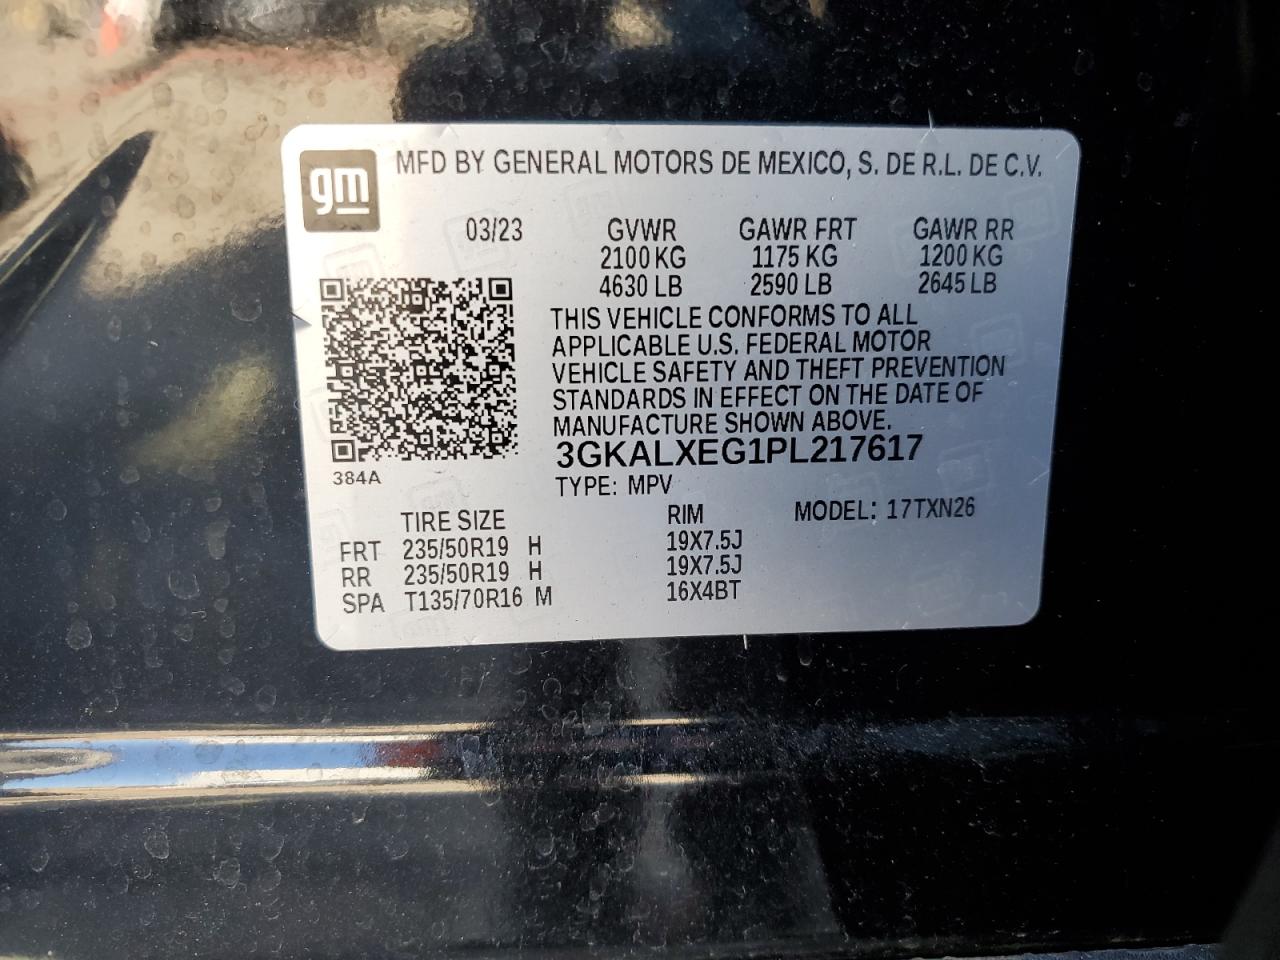 gm
MFD BY GENERAL MOTORS DE MEXICO, S. DE R.L. DE C.V.
03/23 GVWR GAWR FRT GAWR RR
2100 KG 1175 KG 1200 KG
4630 LB 2590 LB 2645 LB
THIS VEHICLE CONFORMS TO ALL
APPLICABLE U.S. FEDERAL MOTOR
VEHICLE SAFETY AND THEFT PREVENTION
STANDARDS IN EFFECT ON THE DATE OF
MANUFACTURE SHOWN ABOVE.
3GKALXEG1PL217617
384A
TYPE: MPV
TIRE SIZE RIM MODEL: 17TXN26
FRT 235/50R19 H 19X7.5J
RR 235/50R19 H 19X7.5J
SPA T135/70R16 M 16X4BT